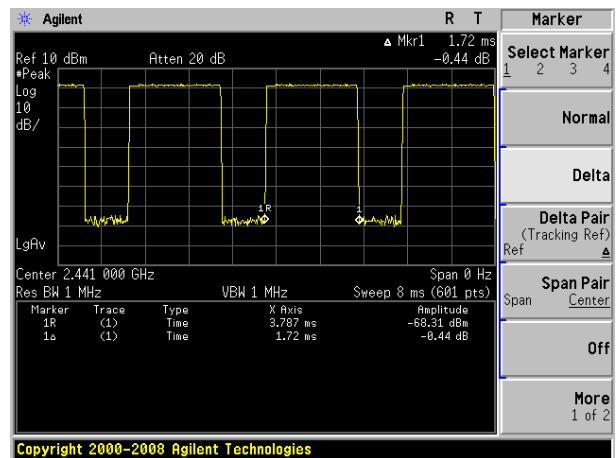 Agilent R T
Marker
▵ Mkr1 1.72 ms
Ref 10 dBm Atten 20 dB -0.44 dB
#Peak
Log
10
dB/
1R
1
LgAv
Center 2.441 000 GHz Span 0 Hz
Res BW 1 MHz VBW 1 MHz Sweep 8 ms (601 pts)
Marker Trace Type X Axis Amplitude
1R (1) Time 3.787 ms -68.31 dBm
1▵ (1) Time 1.72 ms -0.44 dB
Select Marker
1 2 3 4
Normal
Delta
Delta Pair
(Tracking Ref)
Ref ▵
Span Pair
Span Center
Off
More
1 of 2
Copyright 2000-2008 Agilent Technologies